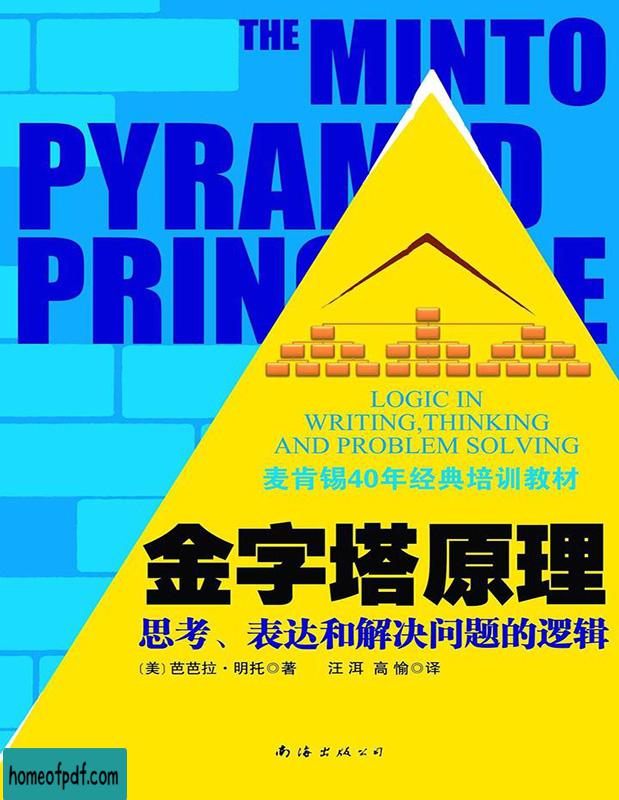 THE MINTO
PYRAMID
PRINCIPLE
LOGIC IN
WRITING,THINKING
AND PROBLEM SOLVING
麦肯锡40年经典培训教材
金字塔原理
思考、表达和解决问题的逻辑
(美)芭芭拉·明托◎著 汪洱 高愉◎译
南海出版公司
homeofpdf.com